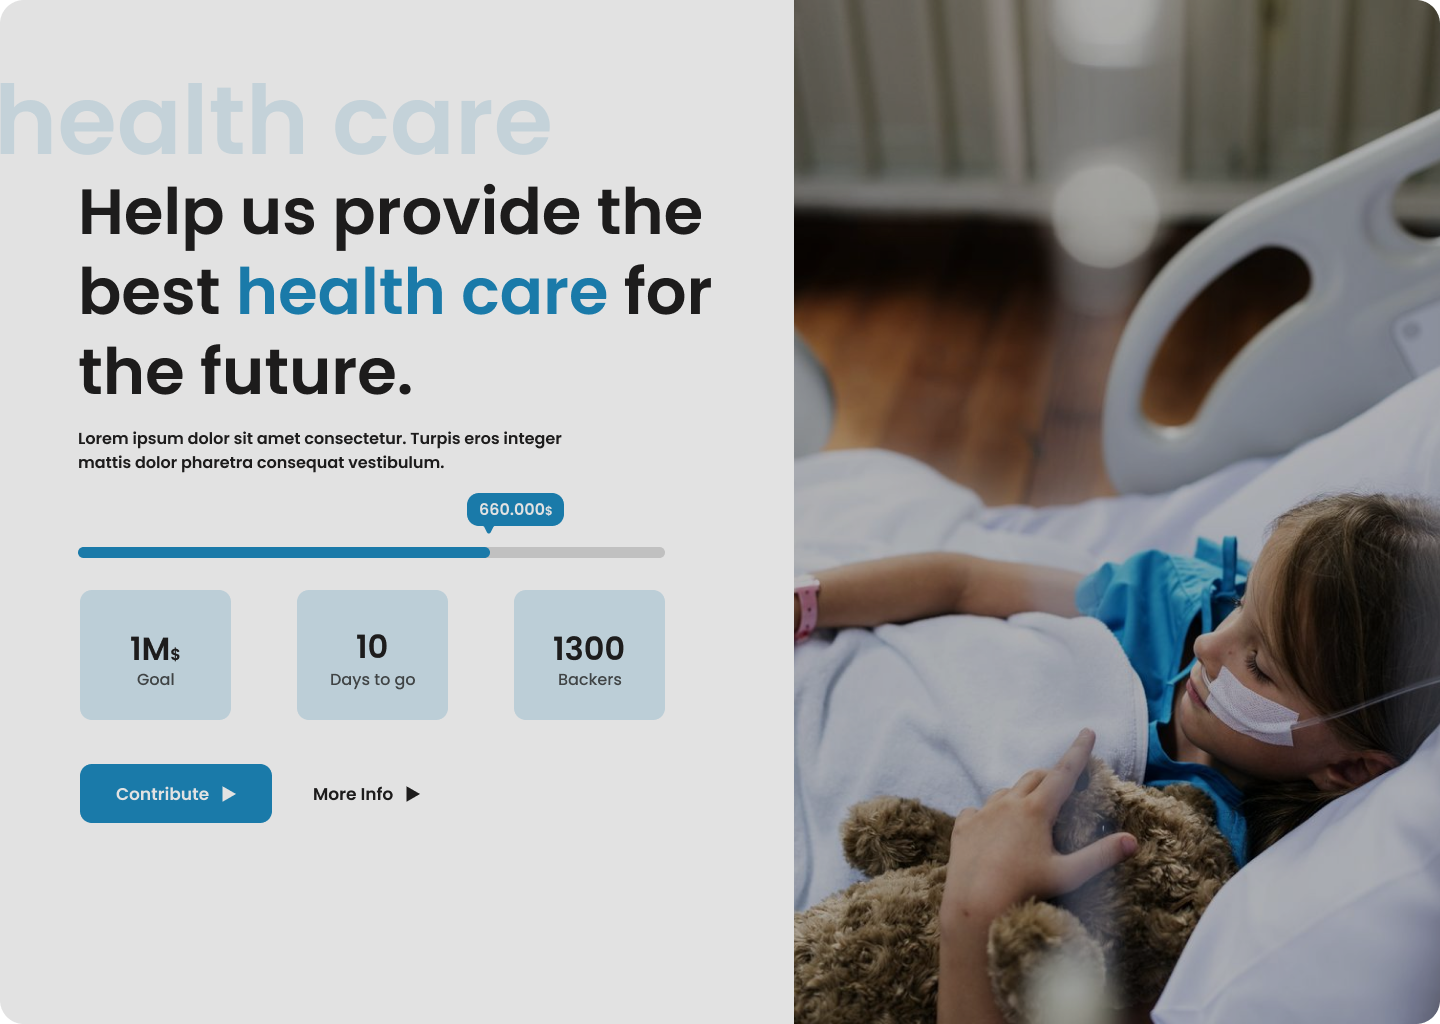 health care
Help us provide the
best health care for
the future.
Lorem ipsum dolor sit amet consectetur. Turpis eros integer
mattis dolor pharetra consequat vestibulum.
660.000$
1M$
Goal
10
Days to go
1300
Backers
Contribute
More Info